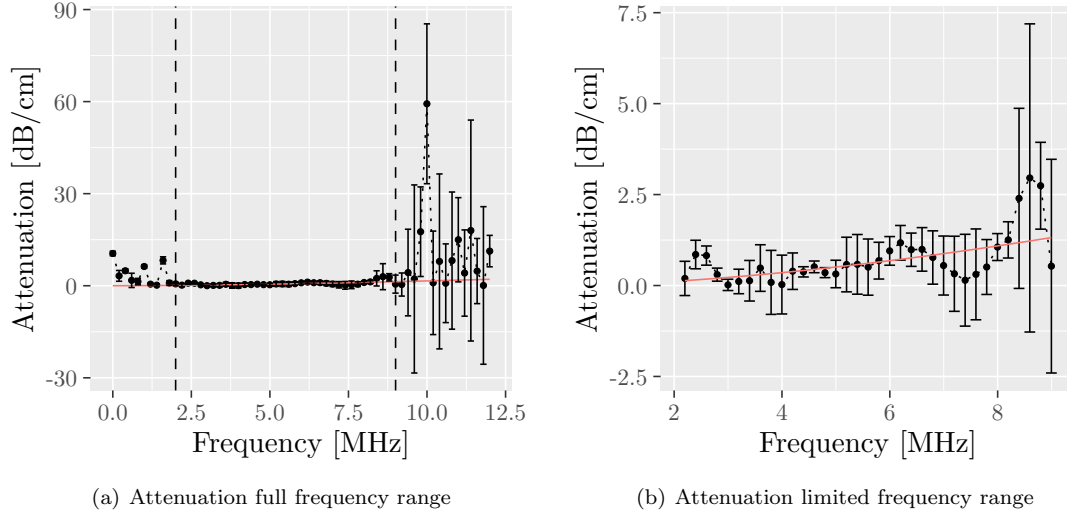 90
60
30
0
-30
Attenuation [dB/cm]
0.0 2.5 5.0 7.5 10.0 12.5
Frequency [MHz]
(a) Attenuation full frequency range
7.5
5.0
2.5
0.0
-2.5
Attenuation [dB/cm]
2 4 6 8
Frequency [MHz]
(b) Attenuation limited frequency range